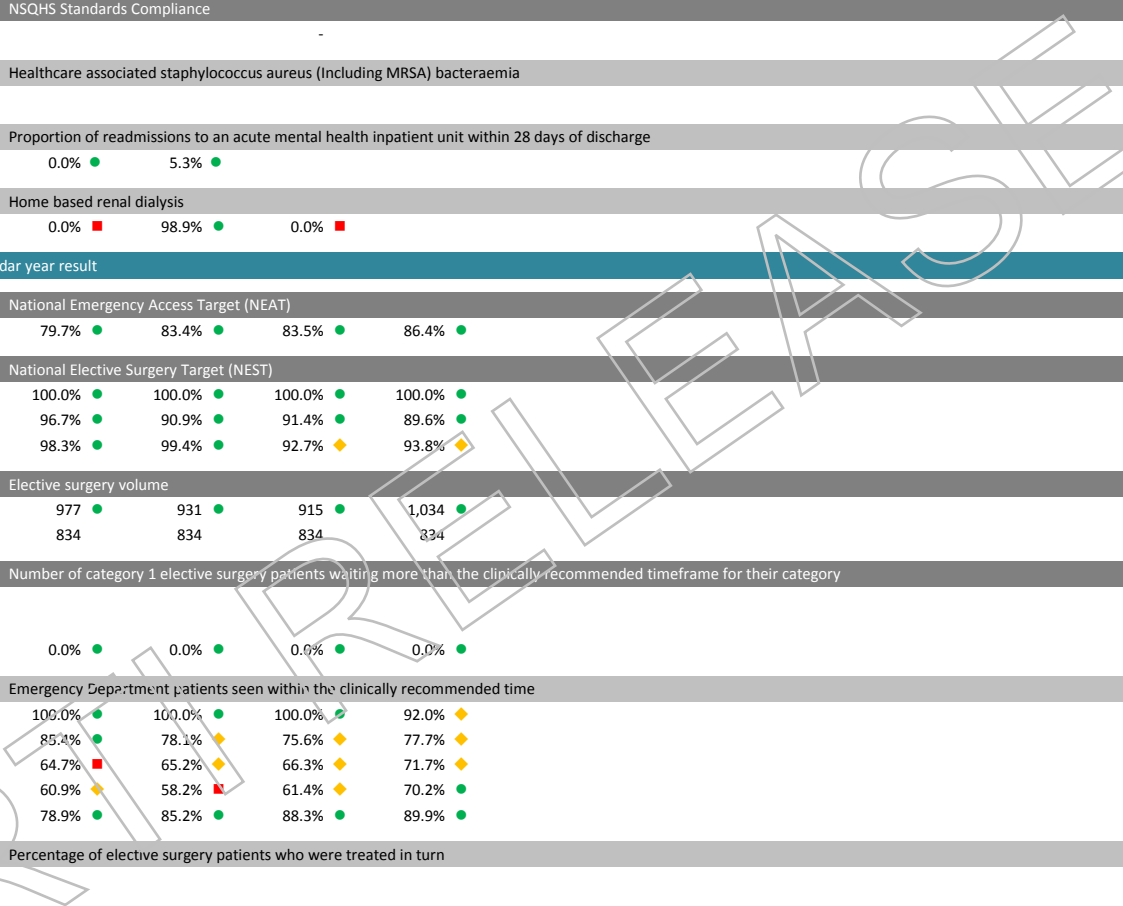 NSQHS Standards Compliance
-
Healthcare associated staphylococcus aureus (Including MRSA) bacteraemia
Proportion of readmissions to an acute mental health inpatient unit within 28 days of discharge
0.0% 5.3%
Home based renal dialysis
0.0% 98.9% 0.0%
dar year result
National Emergency Access Target (NEAT)
79.7% 83.4% 83.5% 86.4%
National Elective Surgery Target (NEST)
100.0% 100.0% 100.0% 100.0%
96.7% 90.9% 91.4% 89.6%
98.3% 99.4% 92.7% 93.8%
Elective surgery volume
977 931 915 1,034
834 834 834 834
Number of category 1 elective surgery patients waiting more than the clinically recommended timeframe for their category
0.0% 0.0% 0.0% 0.0%
Emergency Department patients seen within the clinically recommended time
100.0% 100.0% 100.0% 92.0%
85.4% 78.1% 75.6% 77.7%
64.7% 65.2% 66.3% 71.7%
60.9% 58.2% 61.4% 70.2%
78.9% 85.2% 88.3% 89.9%
Percentage of elective surgery patients who were treated in turn
RTI RELEASE